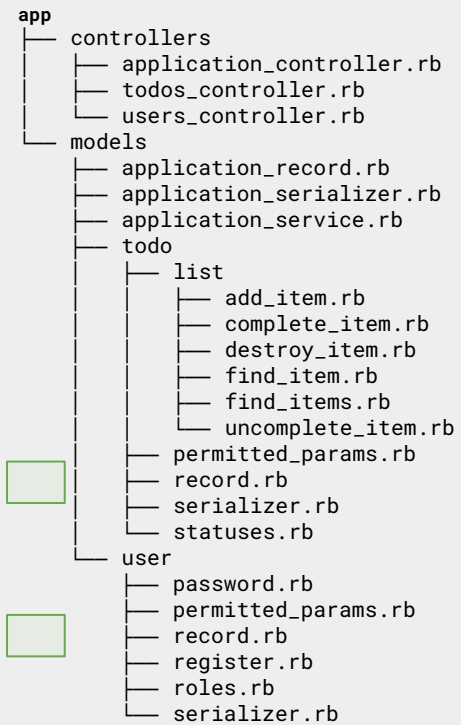 app
├── controllers
│   ├── application_controller.rb
│   ├── todos_controller.rb
│   └── users_controller.rb
└── models
    ├── application_record.rb
    ├── application_serializer.rb
    ├── application_service.rb
    ├── todo
    │   ├── list
    │   │   ├── add_item.rb
    │   │   ├── complete_item.rb
    │   │   ├── destroy_item.rb
    │   │   ├── find_item.rb
    │   │   ├── find_items.rb
    │   │   └── uncomplete_item.rb
    │   ├── permitted_params.rb
    │   ├── record.rb
    │   ├── serializer.rb
    │   └── statuses.rb
    └── user
        ├── password.rb
        ├── permitted_params.rb
        ├── record.rb
        ├── register.rb
        ├── roles.rb
        └── serializer.rb